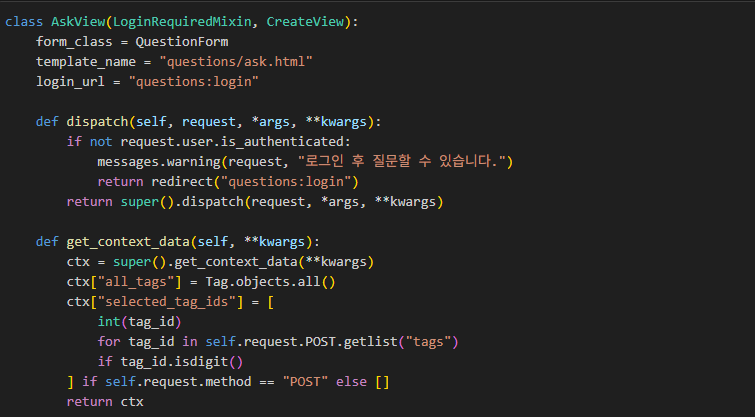 class AskView(LoginRequiredMixin, CreateView):
    form_class = QuestionForm
    template_name = "questions/ask.html"
    login_url = "questions:login"

    def dispatch(self, request, *args, **kwargs):
        if not request.user.is_authenticated:
            messages.warning(request, "로그인 후 질문할 수 있습니다.")
            return redirect("questions:login")
        return super().dispatch(request, *args, **kwargs)

    def get_context_data(self, **kwargs):
        ctx = super().get_context_data(**kwargs)
        ctx["all_tags"] = Tag.objects.all()
        ctx["selected_tag_ids"] = [
            int(tag_id)
            for tag_id in self.request.POST.getlist("tags")
            if tag_id.isdigit()
        ] if self.request.method == "POST" else []
        return ctx